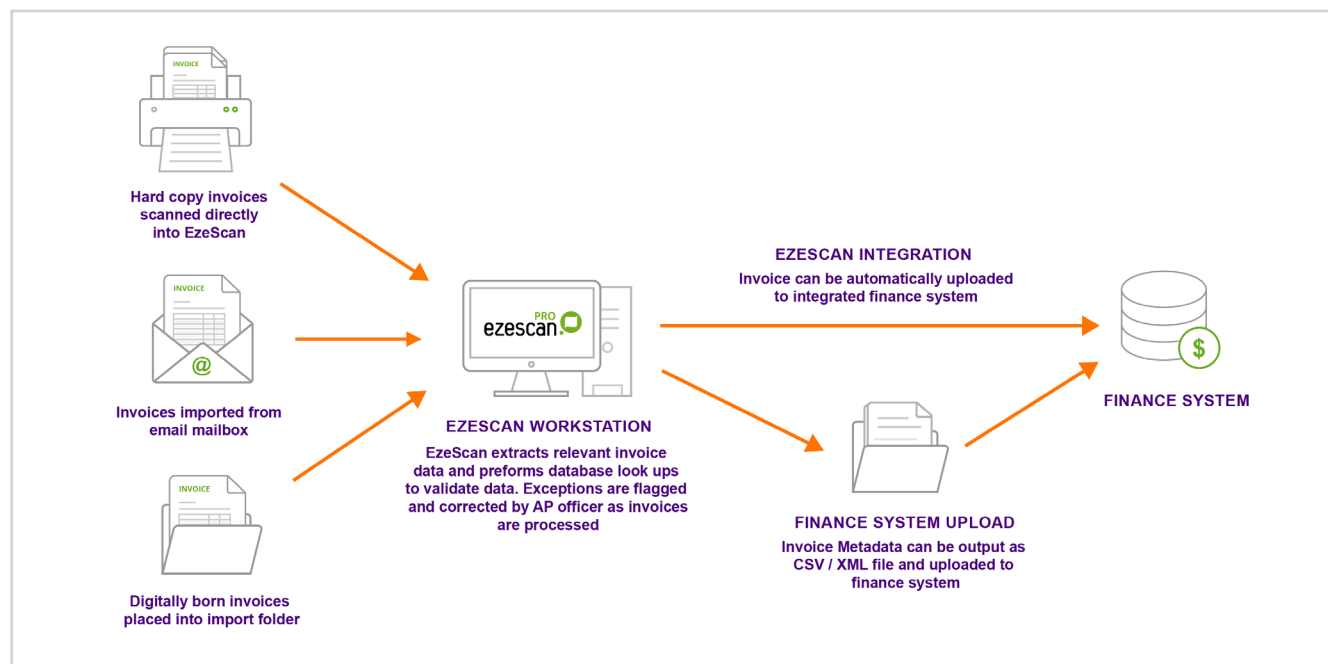 INVOICE
Hard copy invoices
scanned directly
into EzeScan
INVOICE
@
Invoices imported from
email mailbox
INVOICE
Digitally born invoices
placed into import folder
PRO
ezescan
EZESCAN WORKSTATION
EzeScan extracts relevant invoice
data and preforms database look ups
to validate data. Exceptions are flagged
and corrected by AP officer as invoices
are processed
EZESCAN INTEGRATION
Invoice can be automatically uploaded
to integrated finance system
FINANCE SYSTEM UPLOAD
Invoice Metadata can be output as
CSV / XML file and uploaded to
finance system
$
FINANCE SYSTEM